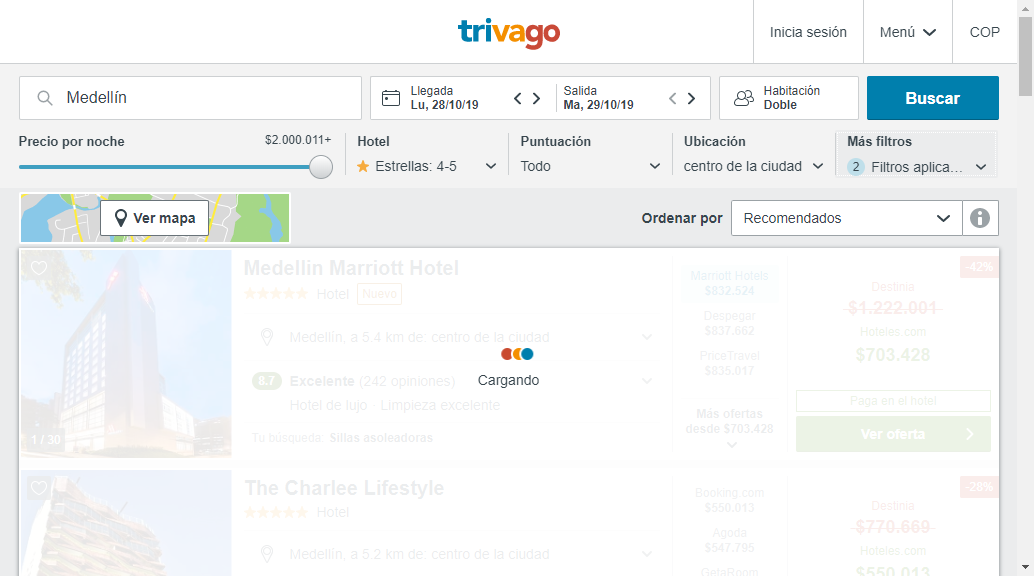 trivago
Inicia sesión
Menú
COP
Medellín
Llegada
Lu, 28/10/19
Salida
Ma, 29/10/19
Habitación
Doble
Buscar
Precio por noche
$2.000.011+
Hotel
Estrellas: 4-5
Puntuación
Todo
Ubicación
centro de la ciudad
Más filtros
2 Filtros aplica...
Ver mapa
Ordenar por
Recomendados
Medellin Marriott Hotel
Hotel
Nuevo
Medellín, a 5.4 km de: centro de la ciudad
8.7 Excelente (242 opiniones)
Hotel de lujo · Limpieza excelente
Tu búsqueda: Sillas asoleadoras
1 / 30
Cargando
Marriott Hotels
$832.524
Despegar
$837.662
PriceTravel
$835.017
Más ofertas
desde $703.428
-42%
Destinia
$1.222.001
Hoteles.com
$703.428
Paga en el hotel
Ver oferta
The Charlee Lifestyle
Hotel
Medellín, a 5.2 km de: centro de la ciudad
Booking.com
$550.013
Agoda
$547.795
GetaRoom
-28%
Destinia
$770.669
Hoteles.com
$550.013